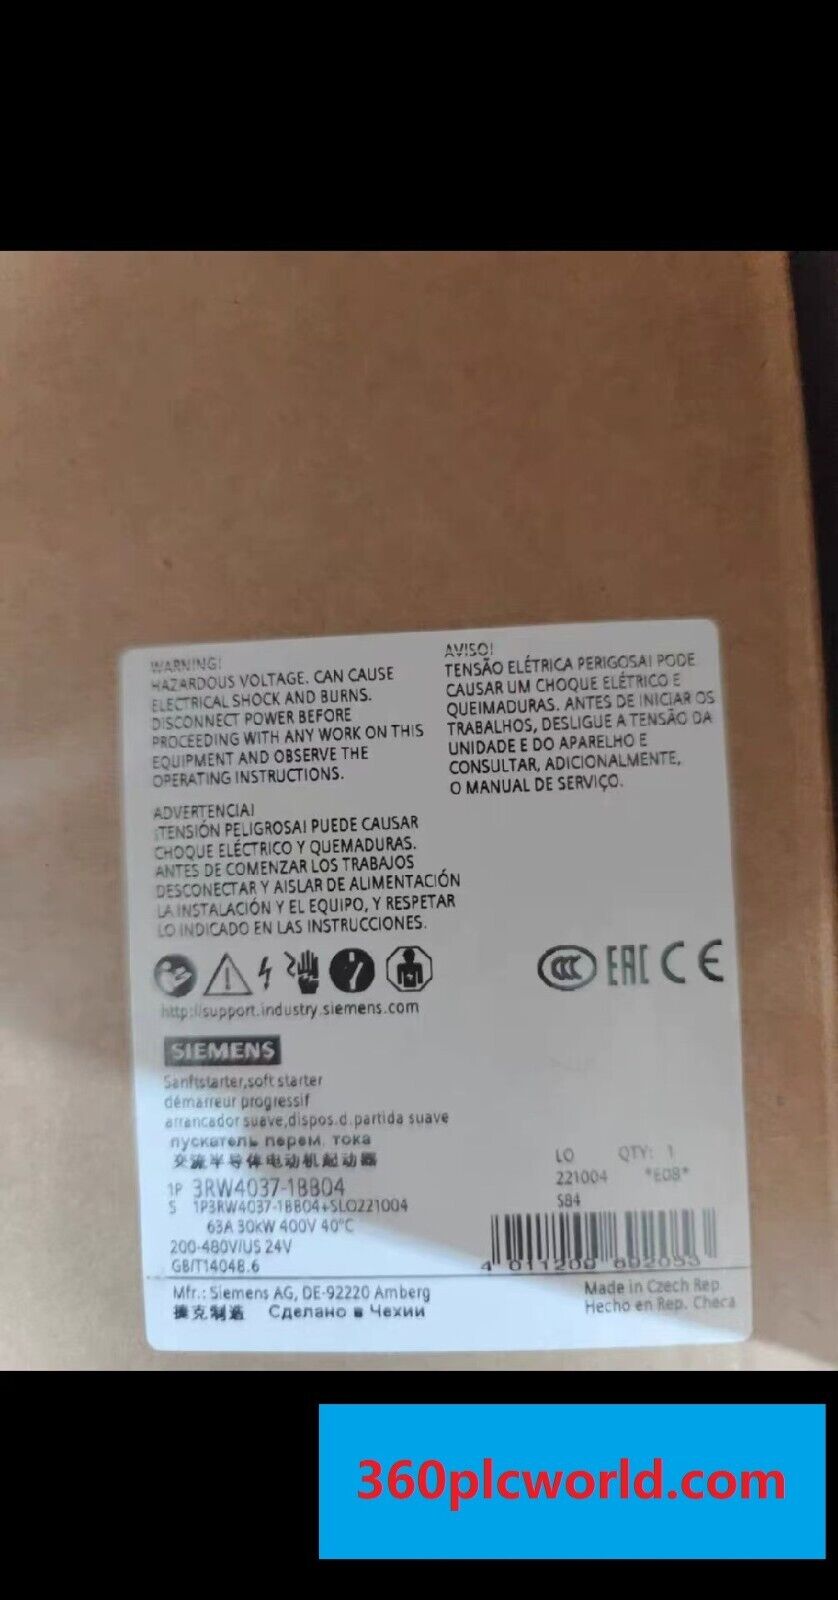 WARNING!
HAZARDOUS VOLTAGE. CAN CAUSE
ELECTRICAL SHOCK AND BURNS.
DISCONNECT POWER BEFORE
PROCEEDING WITH ANY WORK ON THIS
EQUIPMENT AND OBSERVE THE
OPERATING INSTRUCTIONS.
ADVERTENCIA!
¡TENSIÓN PELIGROSA! PUEDE CAUSAR
CHOQUE ELÉCTRICO Y QUEMADURAS.
ANTES DE COMENZAR LOS TRABAJOS
DESCONECTAR Y AISLAR DE ALIMENTACIÓN
LA INSTALACIÓN Y EL EQUIPO, Y RESPETAR
LO INDICADO EN LAS INSTRUCCIONES.
AVISO!
TENSÃO ELÉTRICA PERIGOSA! PODE
CAUSAR UM CHOQUE ELÉTRICO E
QUEIMADURAS. ANTES DE INICIAR OS
TRABALHOS, DESLIGUE A TENSÃO DA
UNIDADE E DO APARELHO E
CONSULTAR, ADICIONALMENTE,
O MANUAL DE SERVIÇO.
CCC EAC CE
http://support.industry.siemens.com
SIEMENS
Sanftstarter,soft starter
démarreur progressif
arrancador suave,dispos.d.partida suave
пускатель перем. тока
交流半导体电动机起动器
1P 3RW4037-1BB04
S 1P3RW4037-1BB04+SLO221004
63A 30kW 400V 40°C
200-480V/US 24V
GB/T14048.6
LO QTY: 1
221004 *E08*
S84
4 011209 692053
Mfr.: Siemens AG, DE-92220 Amberg
捷克制造 Сделано в Чехии
Made in Czech Rep.
Hecho en Rep. Checa
360plcworld.com